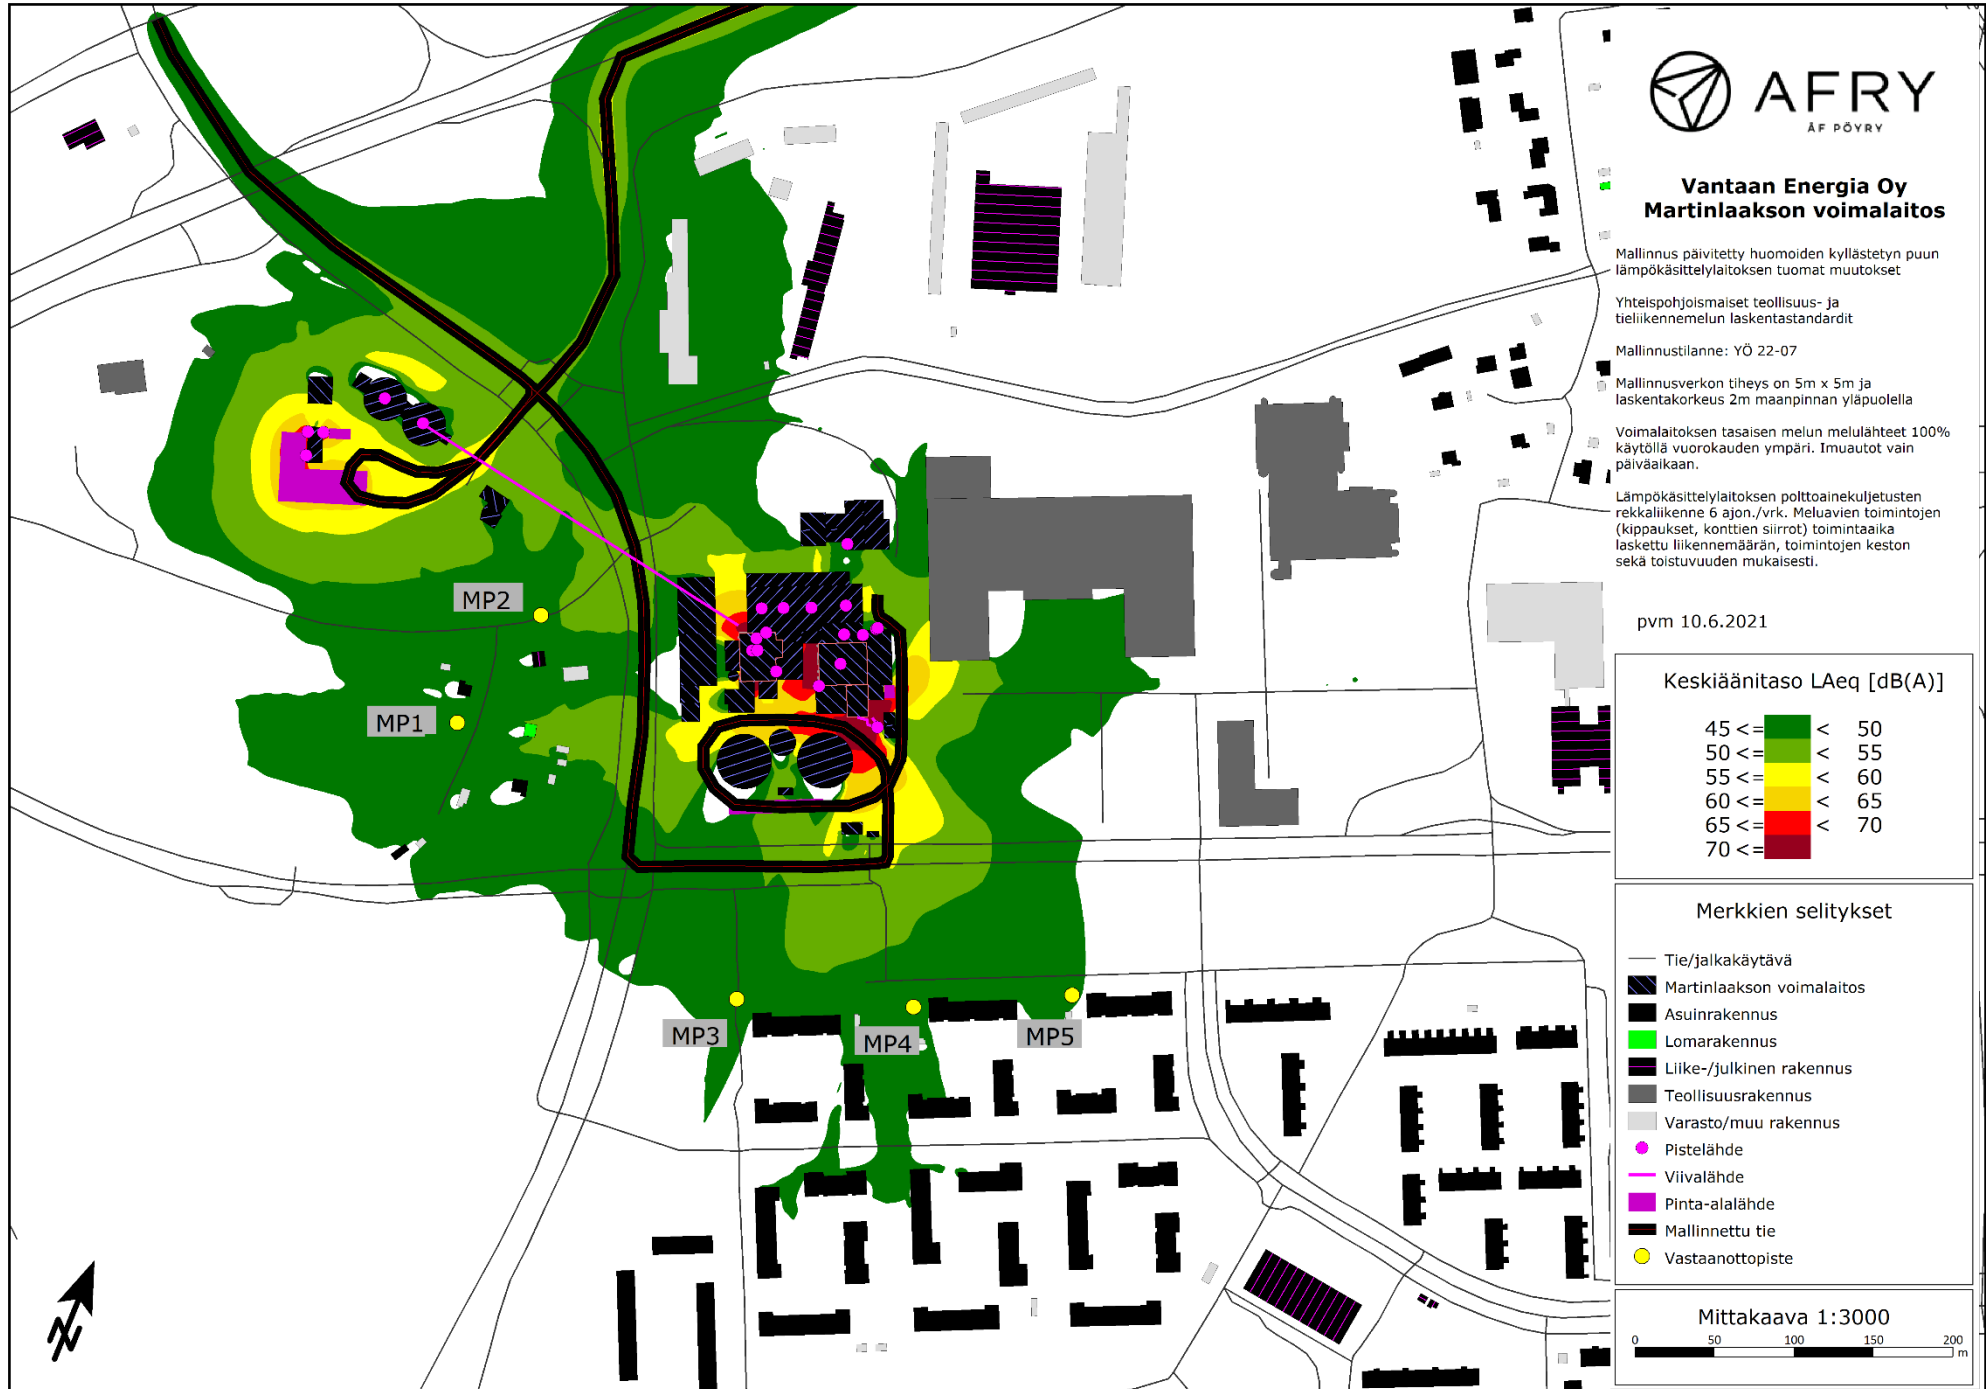 AFRY
ÅF PÖYRY
Vantaan Energia Oy
Martinlaakson voimalaitos
Mallinnus päivitetty huomoiden kyllästetyn puun
lämpökäsittelylaitoksen tuomat muutokset
Yhteispohjoismaiset teollisuus- ja
tieliikennemelun laskentastandardit
Mallinnustilanne: YÖ 22-07
Mallinnusverkon tiheys on 5m x 5m ja
laskentakorkeus 2m maanpinnan yläpuolella
Voimalaitoksen tasaisen melun melulähteet 100%
käytöllä vuorokauden ympäri. Imuautot vain
päiväaikaan.
Lämpökäsittelylaitoksen polttoainekuljetusten
rekkaliikenne 6 ajon./vrk. Meluavien toimintojen
(kippaukset, konttien siirrot) toimintaaika
laskettu liikennemäärän, toimintojen keston
sekä toistuvuuden mukaisesti.
pvm 10.6.2021
Keskiäänitaso LAeq [dB(A)]
45 <= < 50
50 <= < 55
55 <= < 60
60 <= < 65
65 <= < 70
70 <=
Merkkien selitykset
Tie/jalkakäytävä
Martinlaakson voimalaitos
Asuinrakennus
Lomarakennus
Liike-/julkinen rakennus
Teollisuusrakennus
Varasto/muu rakennus
Pistelähde
Viivalähde
Pinta-alalähde
Mallinnettu tie
Vastaanottopiste
Mittakaava 1:3000
0 50 100 150 200
m
MP2
MP1
MP3
MP4
MP5
N